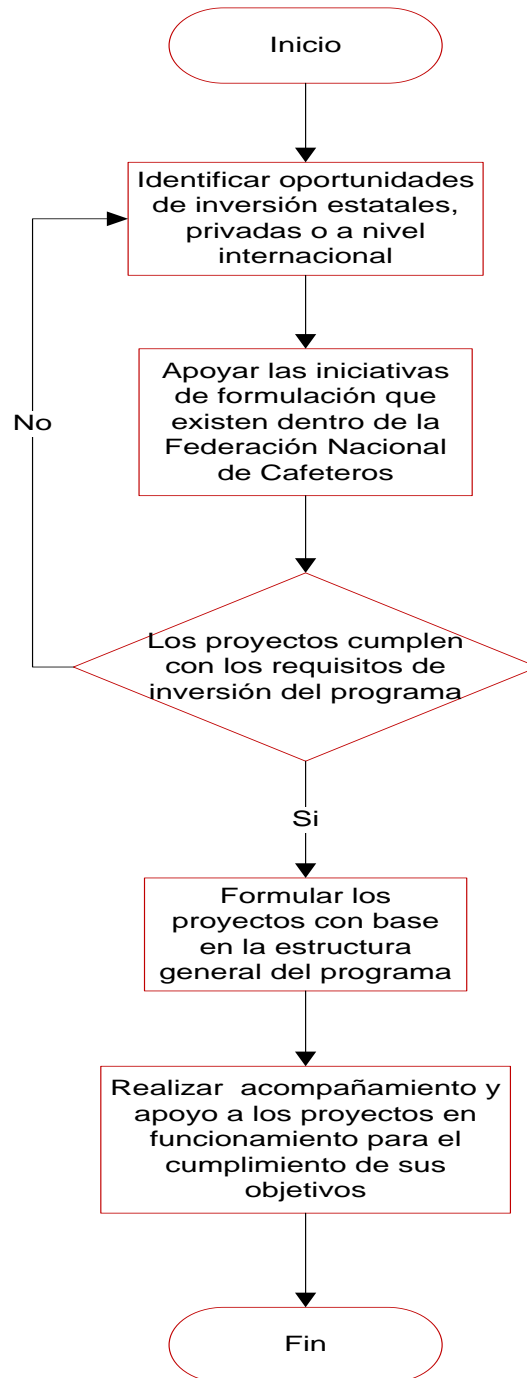 Inicio
Identificar oportunidades
de inversión estatales,
privadas o a nivel
internacional
Apoyar las iniciativas
de formulación que
existen dentro de la
Federación Nacional
de Cafeteros
No
Los proyectos cumplen
con los requisitos de
inversión del programa
Si
Formular los
proyectos con base
en la estructura
general del programa
Realizar  acompañamiento y
apoyo a los proyectos en
funcionamiento para el
cumplimiento de sus
objetivos
Fin